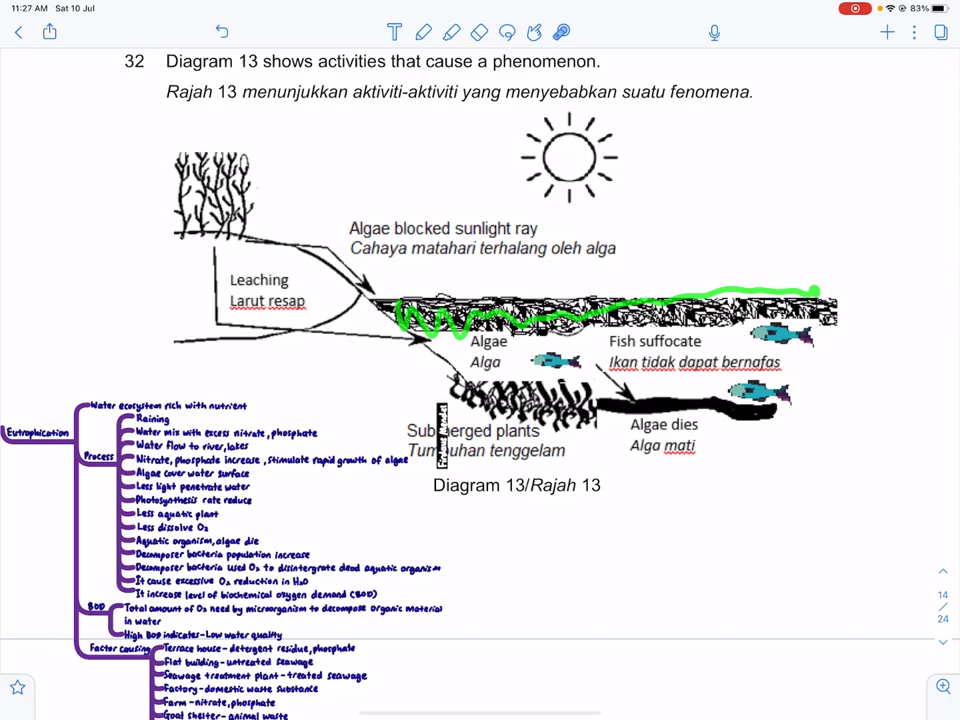 11:27 AM Sat 10 Jul
83%
32 Diagram 13 shows activities that cause a phenomenon.
Rajah 13 menunjukkan aktiviti-aktiviti yang menyebabkan suatu fenomena.
Algae blocked sunlight ray
Cahaya matahari terhalang oleh alga
Leaching
Larut resap
Algae
Alga
Fish suffocate
Ikan tidak dapat bernafas
Submerged plants
Tumbuhan tenggelam
Algae dies
Alga mati
Diagram 13/Rajah 13
Eutrophication
Water ecosystem rich with nutrient
Process
Raining
Water mix with excess nitrate, phosphate
Water flow to river, lakes
Nitrate, phosphate increase, stimulate rapid growth of algae
Algae cover water surface
Less light penetrate water
Photosynthesis rate reduce
Less aquatic plant
Less dissolve O₂
Aquatic organism, algae die
Decomposer bacteria population increase
Decomposer bacteria used O₂ to disintergrate dead aquatic organism
It cause excessive O₂ reduction in H₂O
It increase level of biochemical oxygen demand (BOD)
BOD
Total amount of O₂ need by microorganism to decompose organic material
in water
High BOD indicates-Low water quality
Factor causing
Terrace house-detergent residue, phosphate
Flat building-untreated seawage
Seawage treatment plant-treated seawage
Factory-domestic waste substance
Farm-nitrate, phosphate
Goat shelter-animal waste
14
/
24